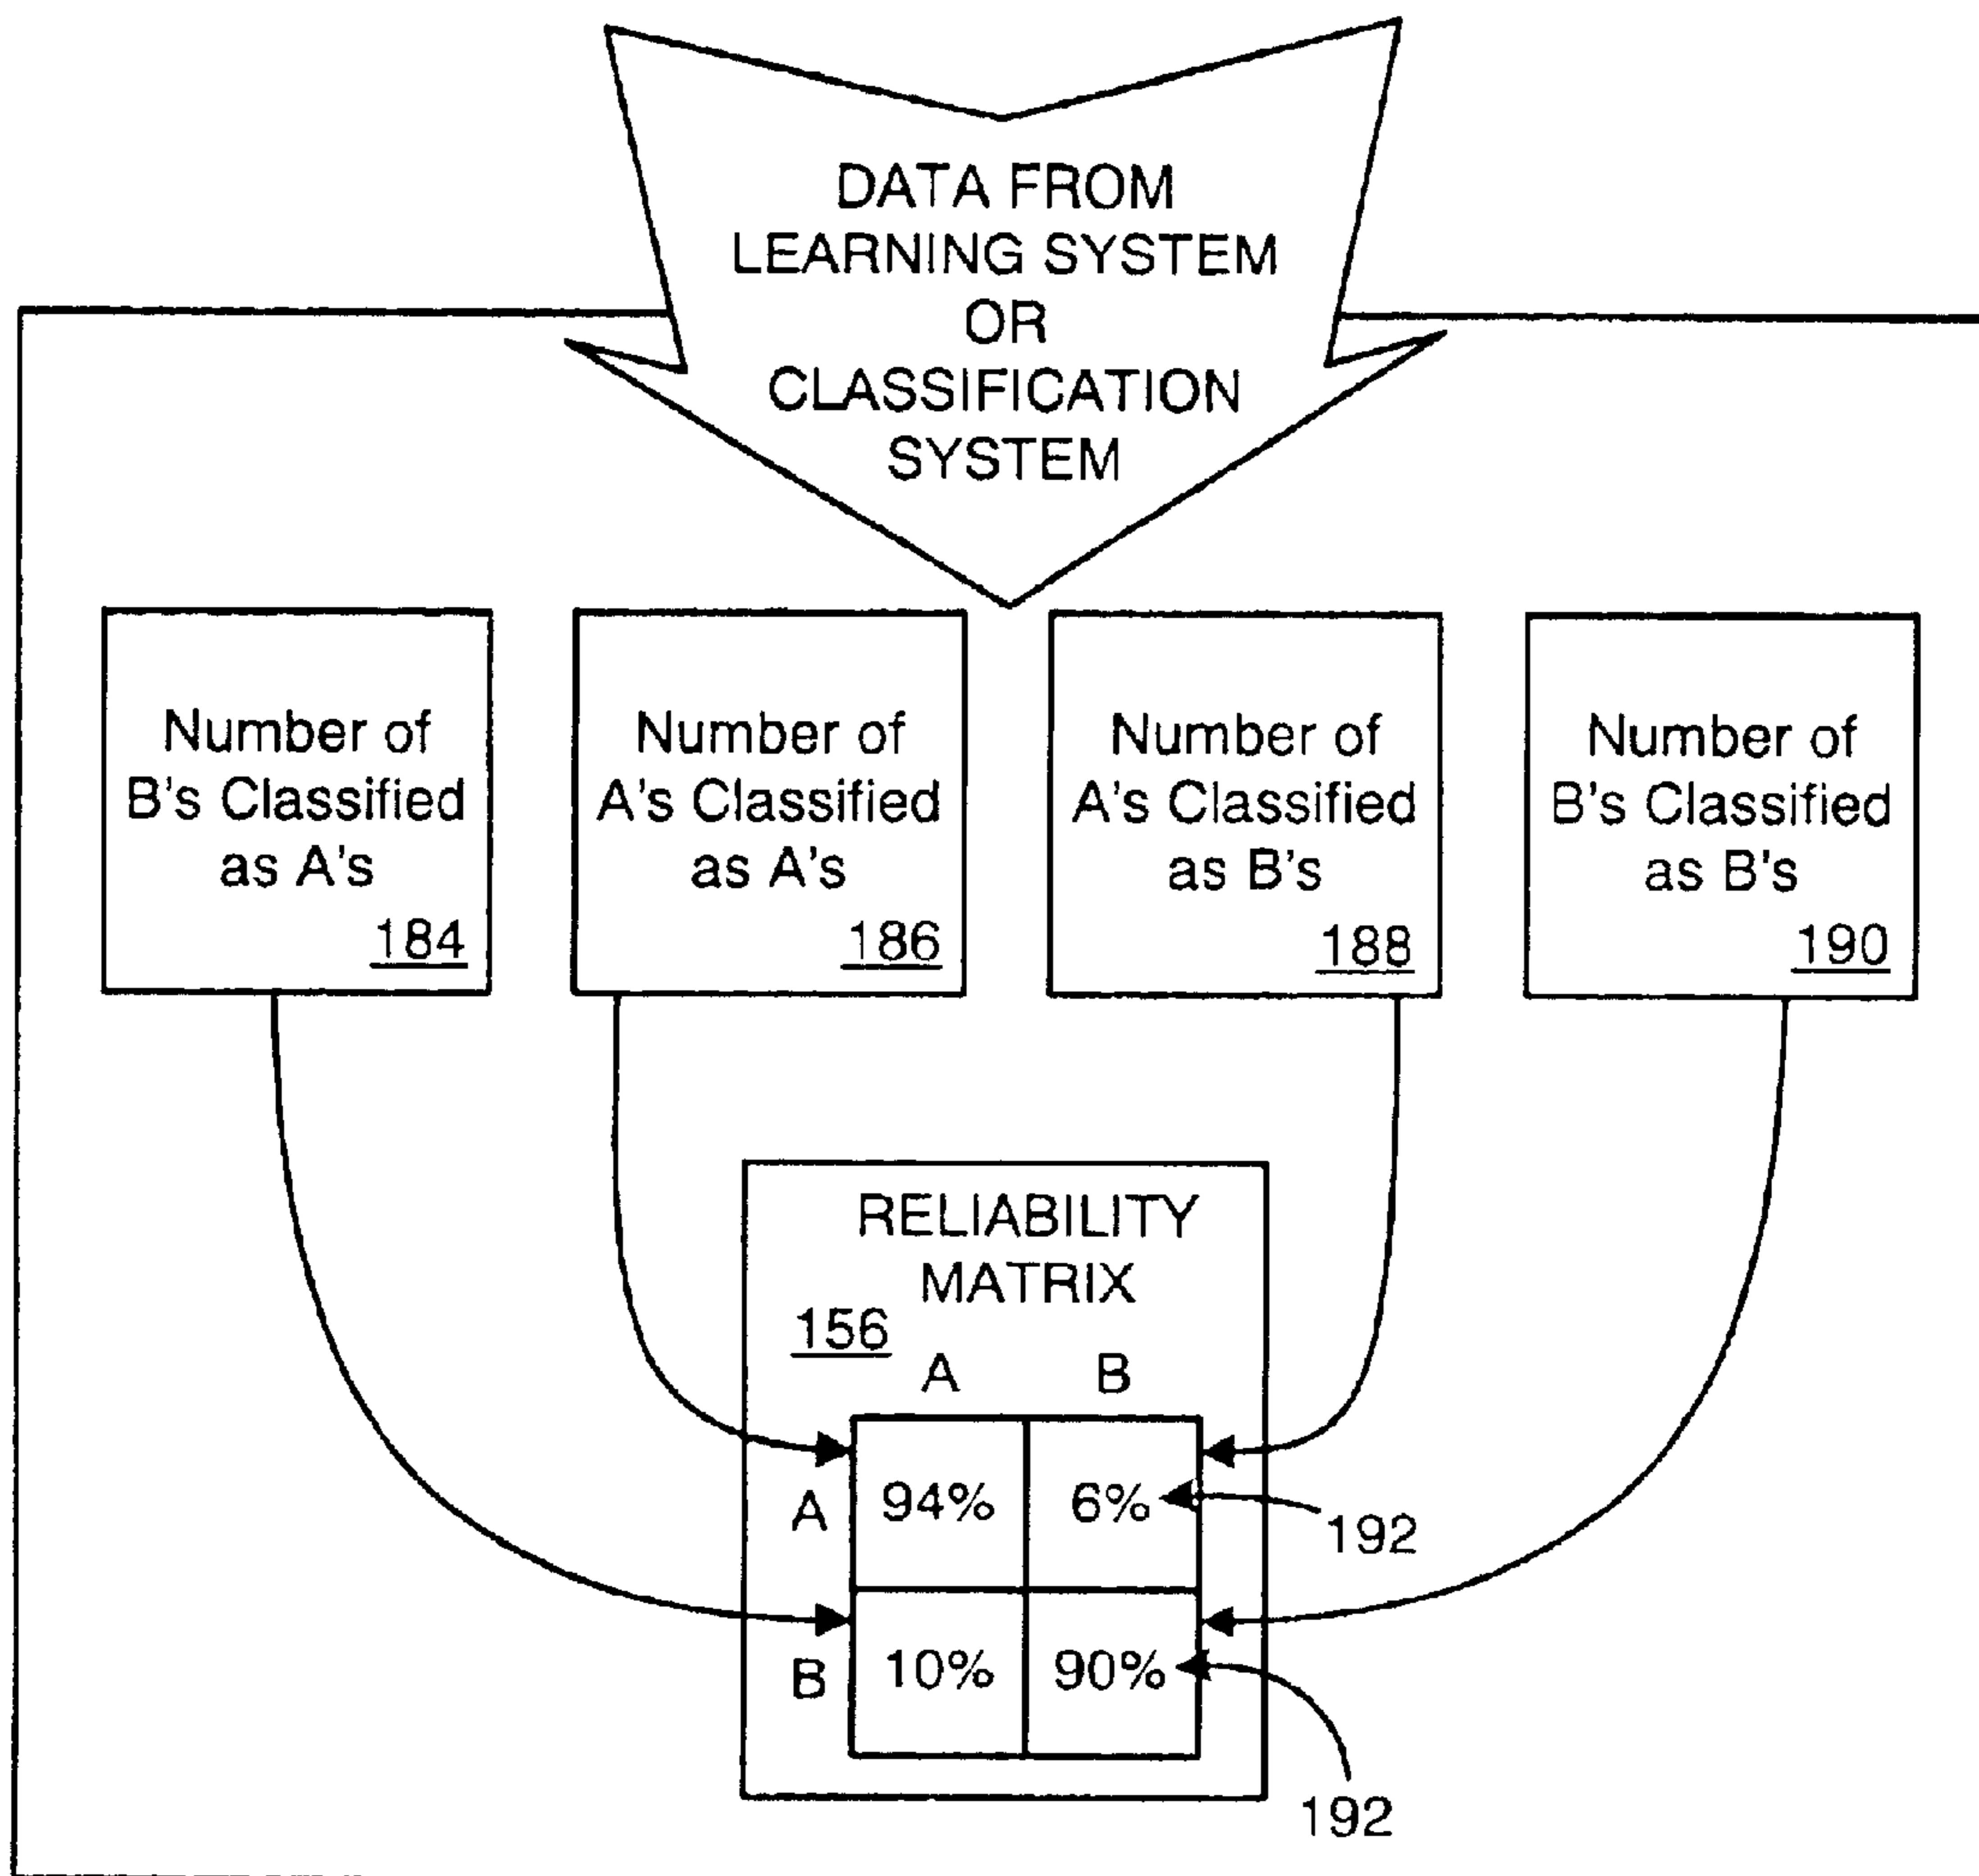 DATA FROM
LEARNING SYSTEM
OR
CLASSIFICATION
SYSTEM
Number of
B's Classified
as A's
184
Number of
A's Classified
as A's
186
Number of
A's Classified
as B's
188
Number of
B's Classified
as B's
190
RELIABILITY
MATRIX
156
A B
A 94% 6%
192
B 10% 90%
192